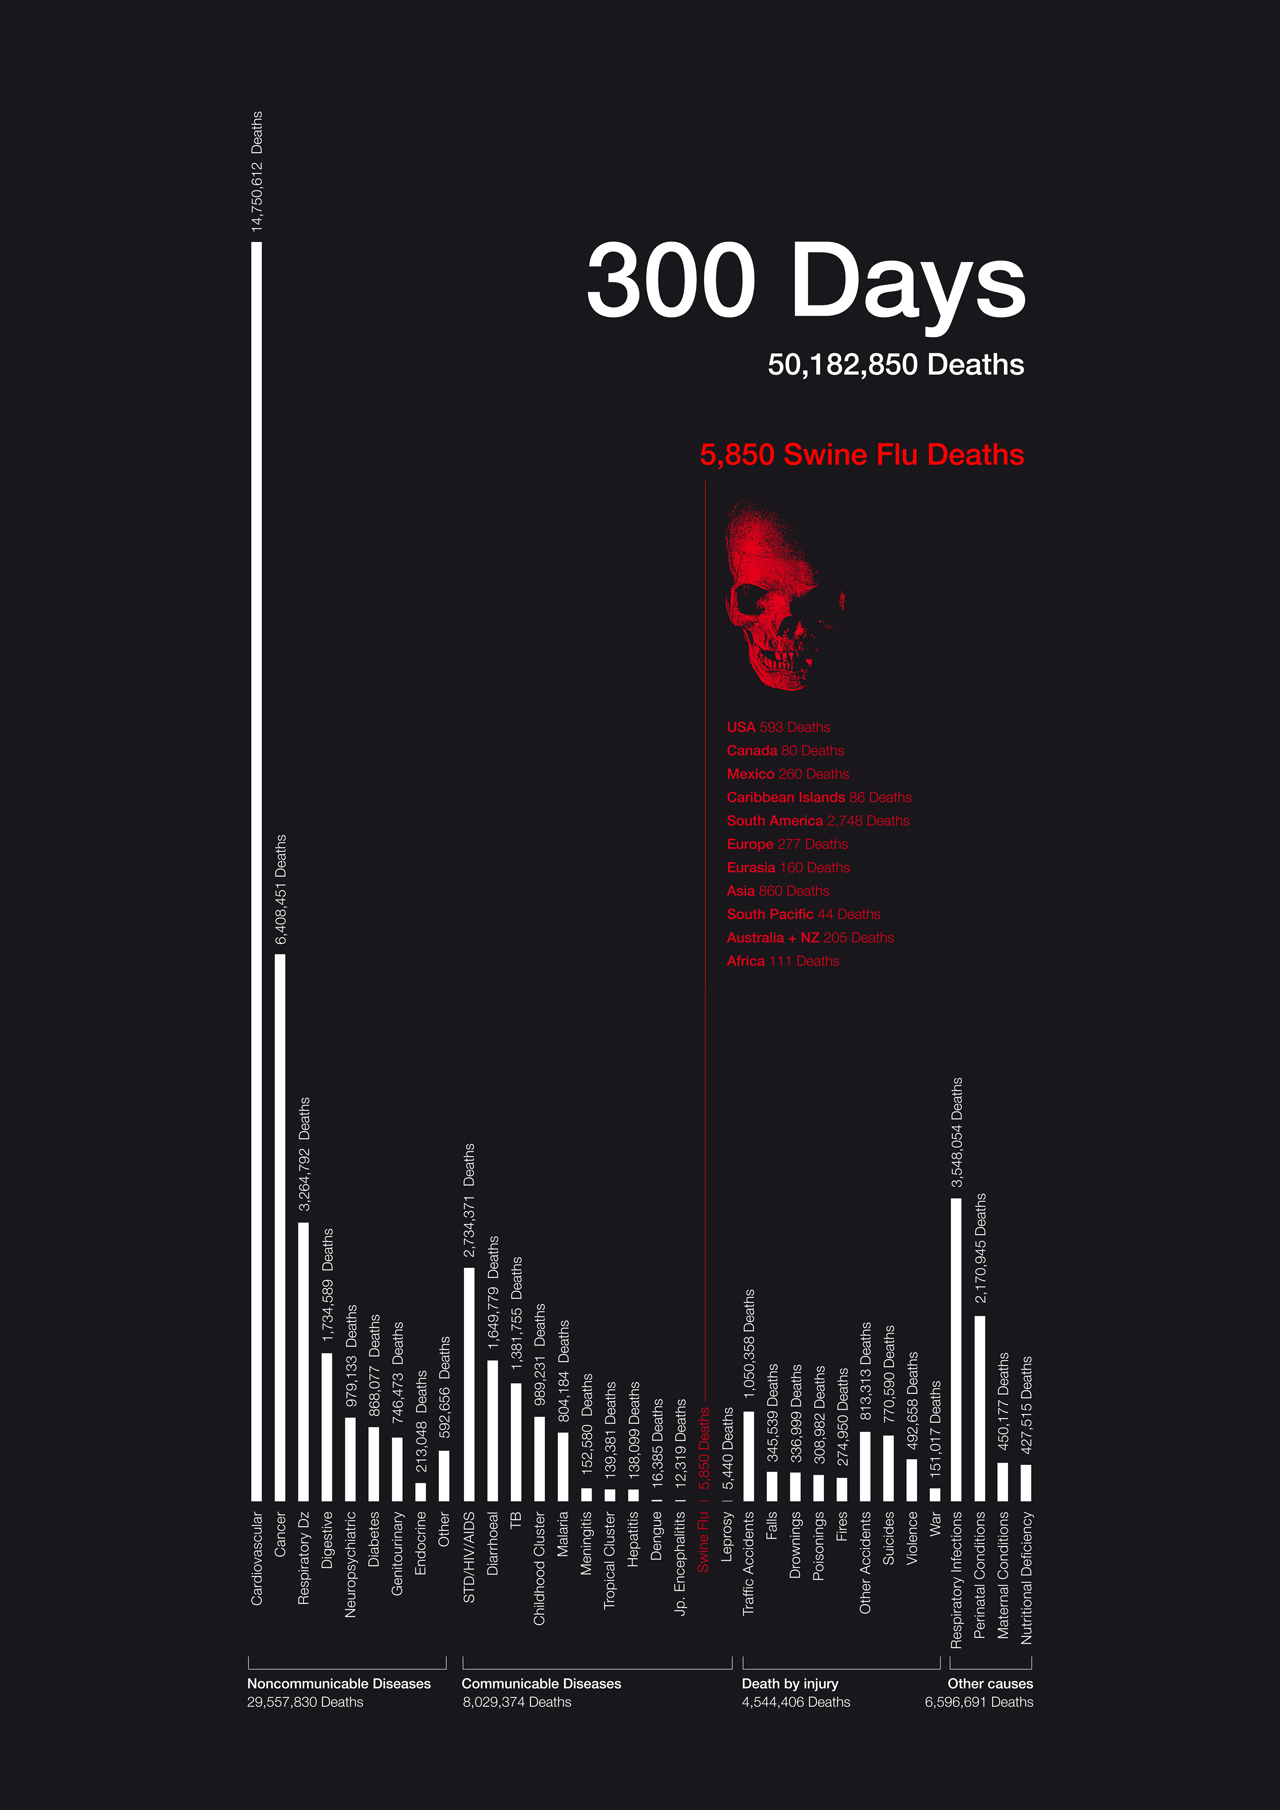 300 Days
50,182,850 Deaths
5,850 Swine Flu Deaths
USA 593 Deaths
Canada 80 Deaths
Mexico 260 Deaths
Caribbean Islands 86 Deaths
South America 2,748 Deaths
Europe 277 Deaths
Eurasia 160 Deaths
Asia 860 Deaths
South Pacific 44 Deaths
Australia + NZ 205 Deaths
Africa 111 Deaths
Cardiovascular 14,750,612 Deaths
Cancer 6,408,451 Deaths
Respiratory Dz 3,264,792 Deaths
Digestive 1,734,589 Deaths
Neuropsychiatric 979,133 Deaths
Diabetes 868,077 Deaths
Genitourinary 746,473 Deaths
Endocrine 213,048 Deaths
Other 592,656 Deaths
STD/HIV/AIDS 2,734,371 Deaths
Diarrhoeal 1,649,779 Deaths
TB 1,381,755 Deaths
Childhood Cluster 989,231 Deaths
Malaria 804,184 Deaths
Meningitis 152,580 Deaths
Tropical Cluster 139,381 Deaths
Hepatitis 138,099 Deaths
Dengue 16,385 Deaths
Jp. Encephalitits 12,319 Deaths
Swine Flu 5,850 Deaths
Leprosy 5,440 Deaths
Traffic Accidents 1,050,358 Deaths
Falls 345,539 Deaths
Drownings 336,999 Deaths
Poisonings 308,982 Deaths
Fires 274,950 Deaths
Other Accidents 813,313 Deaths
Suicides 770,590 Deaths
Violence 492,658 Deaths
War 151,017 Deaths
Respiratory Infections 3,548,054 Deaths
Perinatal Conditions 2,170,945 Deaths
Maternal Conditions 450,177 Deaths
Nutritional Deficiency 427,515 Deaths
Noncommunicable Diseases
29,557,830 Deaths
Communicable Diseases
8,029,374 Deaths
Death by injury
4,544,406 Deaths
Other causes
6,596,691 Deaths